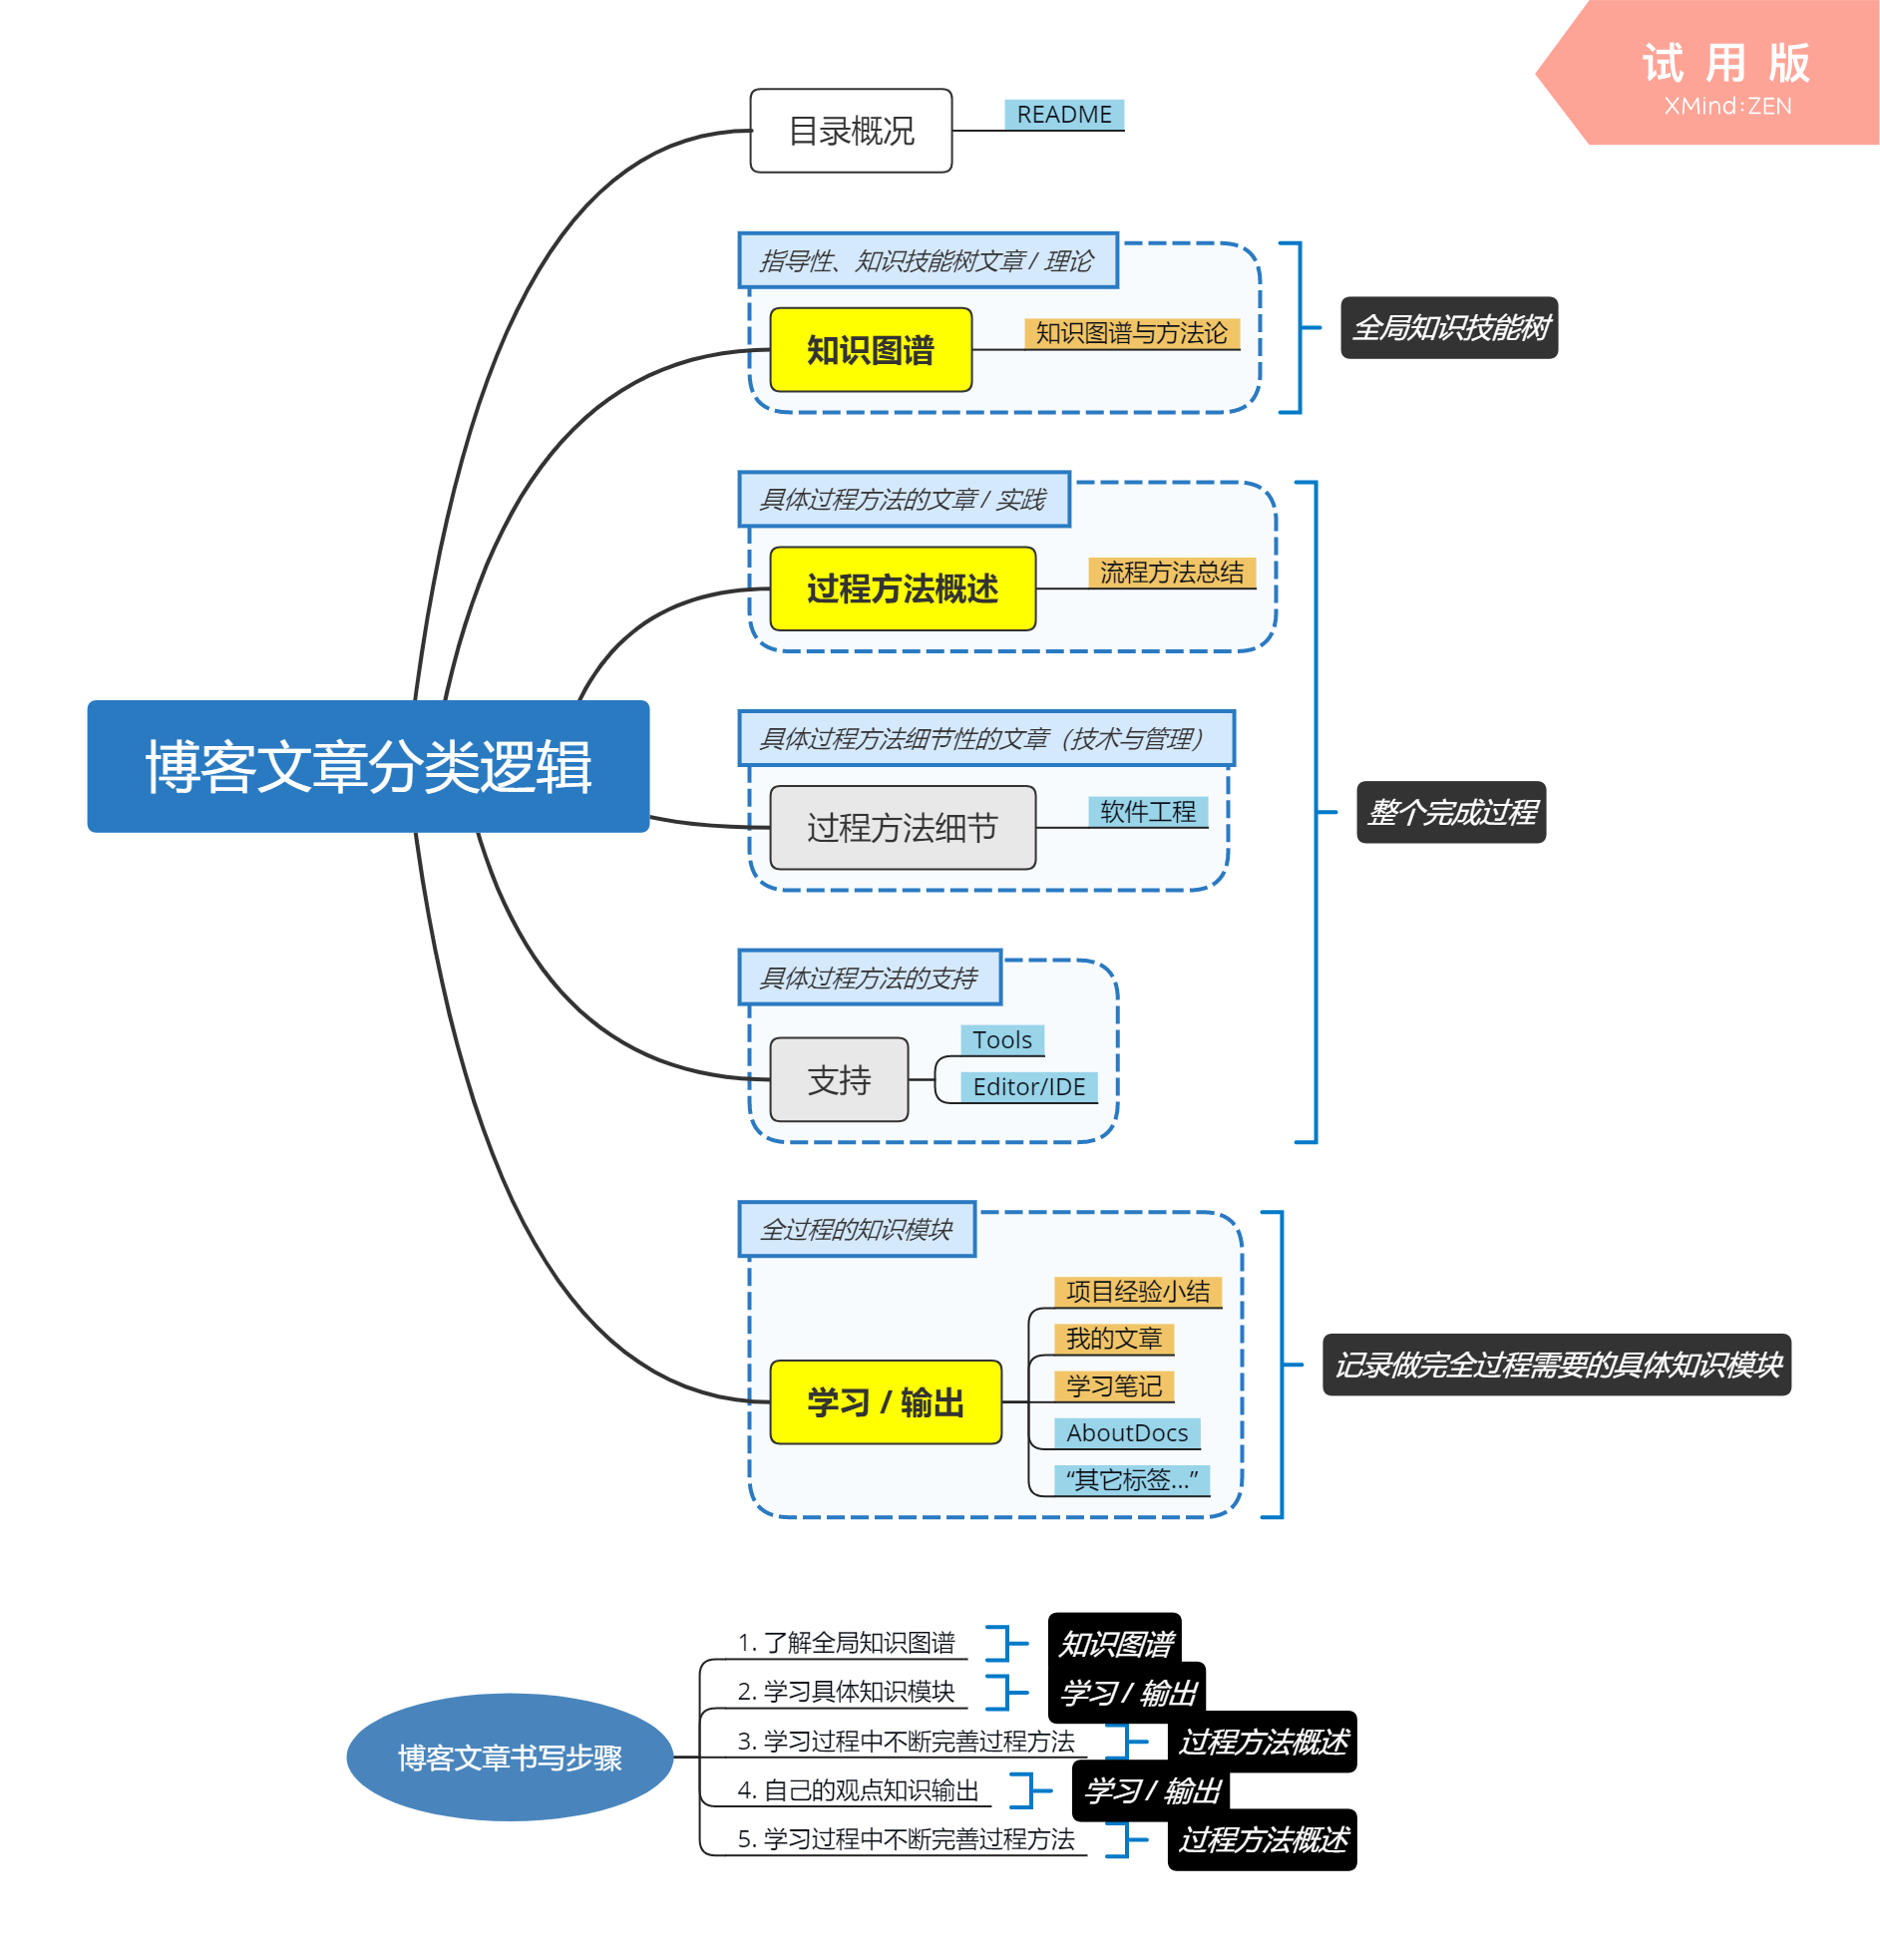 试用版
XMind:ZEN
目录概况
README
指导性、知识技能树文章 / 理论
知识图谱
知识图谱与方法论
全局知识技能树
具体过程方法的文章 / 实践
过程方法概述
流程方法总结
博客文章分类逻辑
具体过程方法细节性的文章（技术与管理）
过程方法细节
软件工程
整个完成过程
具体过程方法的支持
支持
Tools
Editor/IDE
全过程的知识模块
学习 / 输出
项目经验小结
我的文章
学习笔记
AboutDocs
“其它标签...”
记录做完全过程需要的具体知识模块
博客文章书写步骤
1. 了解全局知识图谱
知识图谱
2. 学习具体知识模块
学习 / 输出
3. 学习过程中不断完善过程方法
过程方法概述
4. 自己的观点知识输出
学习 / 输出
5. 学习过程中不断完善过程方法
过程方法概述